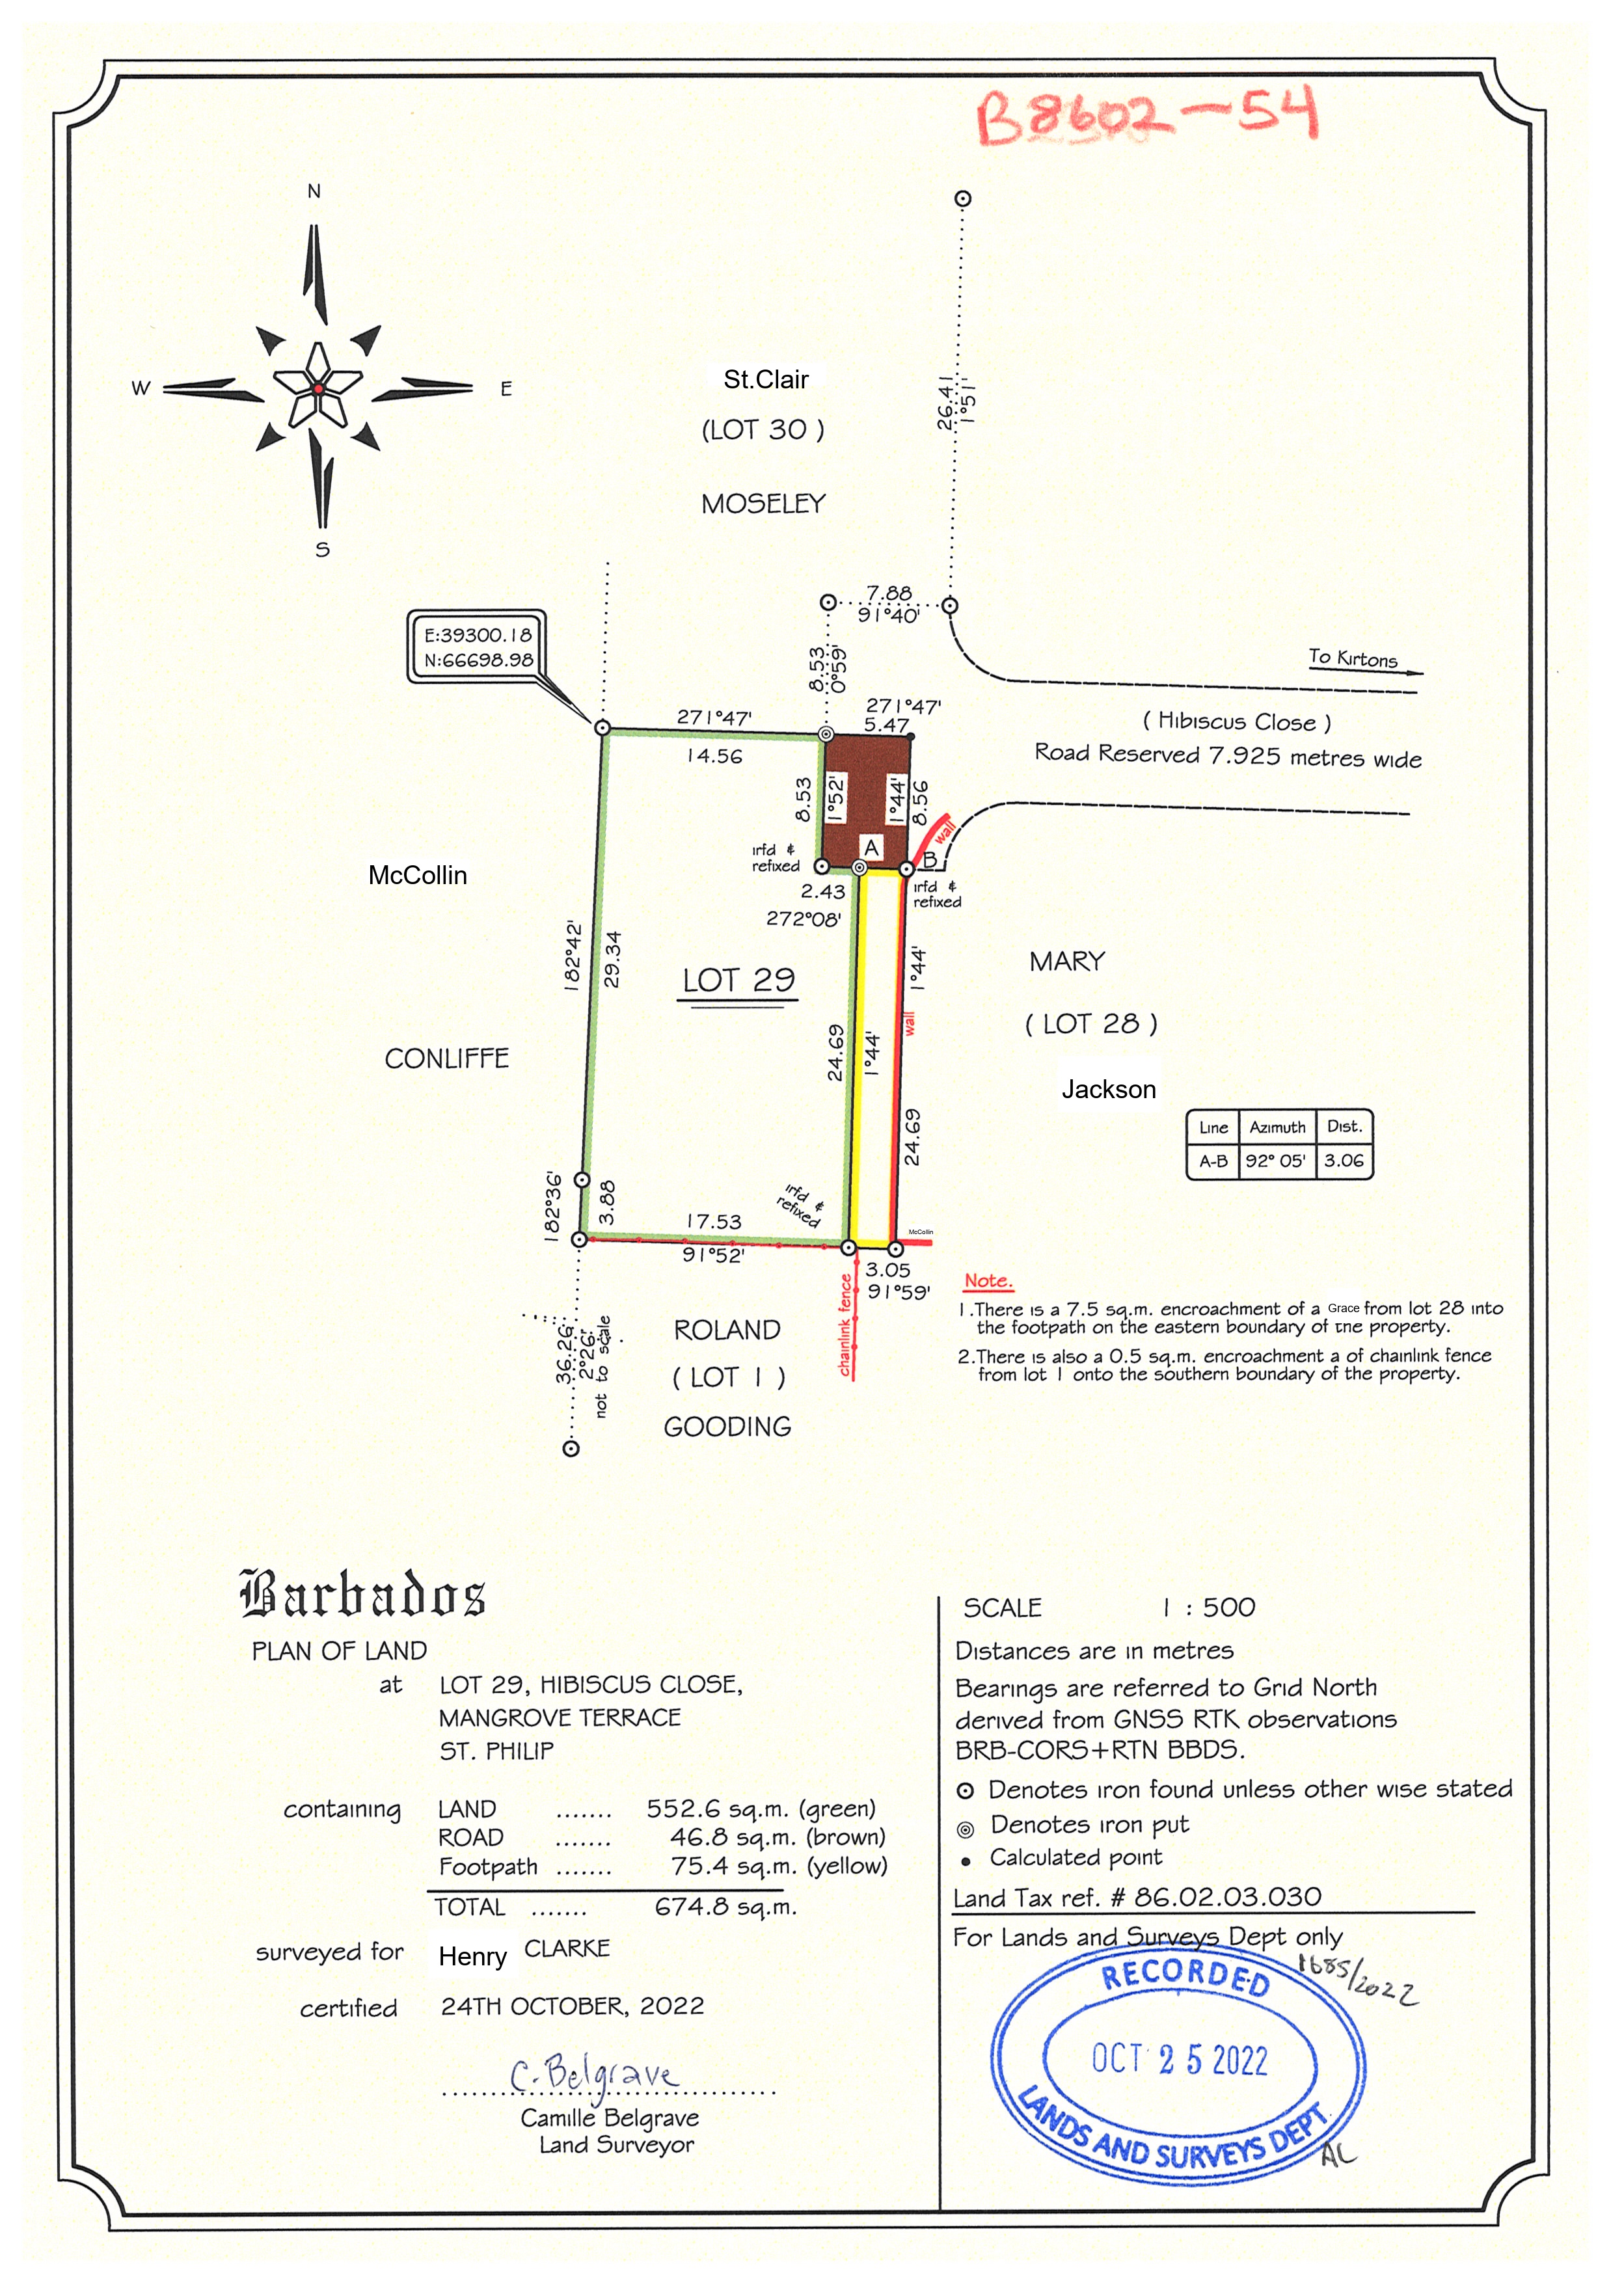 B8602-54
N
W
E
S
St.Clair
(LOT 30 )
MOSELEY
26.41
1°51'
7.88
91°40'
E:39300.18
N:66698.98
8.53
0°59'
To Kirtons
271°47'
14.56
271°47'
5.47
( Hibiscus Close )
Road Reserved 7.925 metres wide
8.53
1°52'
1°44'
8.56
wall
A
B
irfd &
refixed
irfd &
refixed
2.43
272°08'
McCollin
182°42'
29.34
LOT 29
1°44'
wall
MARY
( LOT 28 )
Jackson
CONLIFFE
24.69
1°44'
24.69
Line Azimuth Dist.
A-B 92° 05' 3.06
182°36'
3.88
irfd &
refixed
17.53
91°52'
McCollin
3.05
91°59'
chainlink fence
36.26
2°26'
not to scale
ROLAND
( LOT 1 )
GOODING
Note.
1.There is a 7.5 sq.m. encroachment of a Grace from lot 28 into
the footpath on the eastern boundary of the property.
2.There is also a 0.5 sq.m. encroachment a of chainlink fence
from lot 1 onto the southern boundary of the property.
Barbados
PLAN OF LAND
at LOT 29, HIBISCUS CLOSE,
MANGROVE TERRACE
ST. PHILIP
containing LAND ....... 552.6 sq.m. (green)
ROAD ....... 46.8 sq.m. (brown)
Footpath ....... 75.4 sq.m. (yellow)
TOTAL ....... 674.8 sq.m.
surveyed for Henry CLARKE
certified 24TH OCTOBER, 2022
C. Belgrave
Camille Belgrave
Land Surveyor
SCALE 1 : 500
Distances are in metres
Bearings are referred to Grid North
derived from GNSS RTK observations
BRB-CORS+RTN BBDS.
Denotes iron found unless other wise stated
Denotes iron put
Calculated point
Land Tax ref. # 86.02.03.030
For Lands and Surveys Dept only
1685/2022
RECORDED
OCT 25 2022
LANDS AND SURVEYS DEPT.
AC